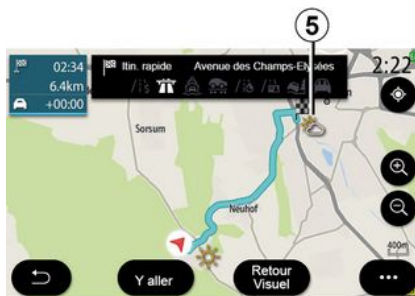 5
02:34
6.4km
+00:00
Itin. rapide Avenue des Champs-Elysées
2:22
Sorsum
Neuhof
400m
Y aller
Retour
Visuel